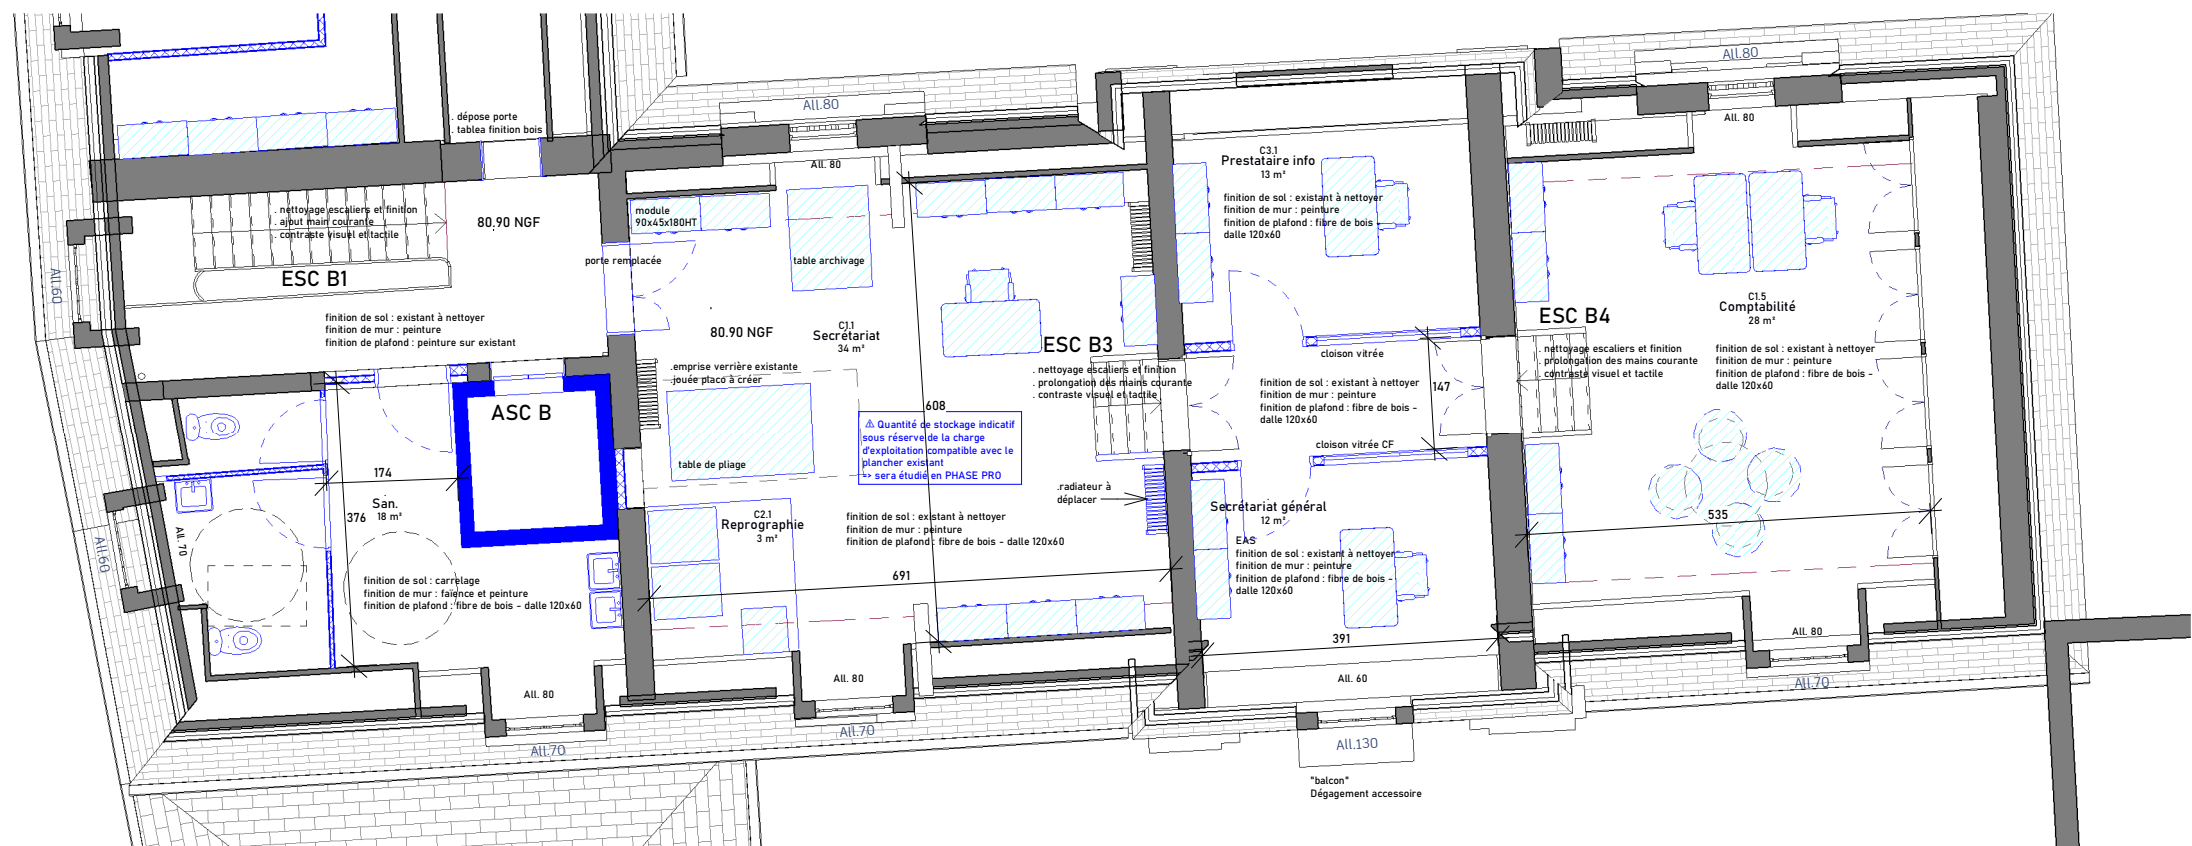 . dépose porte
. tablea finition bois
All.80
All. 80
All.80
All. 80
. nettoyage escaliers et finition
. ajout main courante
. contraste visuel et tactile
80.90 NGF
ESC B1
All.60
module
90x45x180HT
porte remplacée
table archivage
finition de sol : existant à nettoyer
finition de mur : peinture
finition de plafond : peinture sur existant
80.90 NGF
C1.1
Secrétariat
34 m²
.emprise verrière existante
.jouée placo à créer
ESC B3
. nettoyage escaliers et finition
. prolongation des mains courante
. contraste visuel et tactile
C3.1
Prestataire info
13 m²
finition de sol : existant à nettoyer
finition de mur : peinture
finition de plafond : fibre de bois -
dalle 120x60
cloison vitrée
finition de sol : existant à nettoyer
finition de mur : peinture
finition de plafond : fibre de bois -
dalle 120x60
147
cloison vitrée CF
ESC B4
. nettoyage escaliers et finition
. prolongation des mains courante
. contraste visuel et tactile
C1.5
Comptabilité
28 m²
finition de sol : existant à nettoyer
finition de mur : peinture
finition de plafond : fibre de bois -
dalle 120x60
ASC B
608
⚠ Quantité de stockage indicatif
sous réserve de la charge
d'exploitation compatible avec le
plancher existant
=> sera étudié en PHASE PRO
table de pliage
174
376
San.
18 m²
All. 70
All.60
C2.1
Reprographie
3 m²
finition de sol : existant à nettoyer
finition de mur : peinture
finition de plafond : fibre de bois - dalle 120x60
.radiateur à
déplacer
Secrétariat général
12 m²
EAS
finition de sol : existant à nettoyer
finition de mur : peinture
finition de plafond : fibre de bois -
dalle 120x60
535
finition de sol : carrelage
finition de mur : faïence et peinture
finition de plafond : fibre de bois - dalle 120x60
691
391
All. 80
All. 80
All. 60
All. 80
All.70
All.70
All.130
All.70
"balcon"
Dégagement accessoire